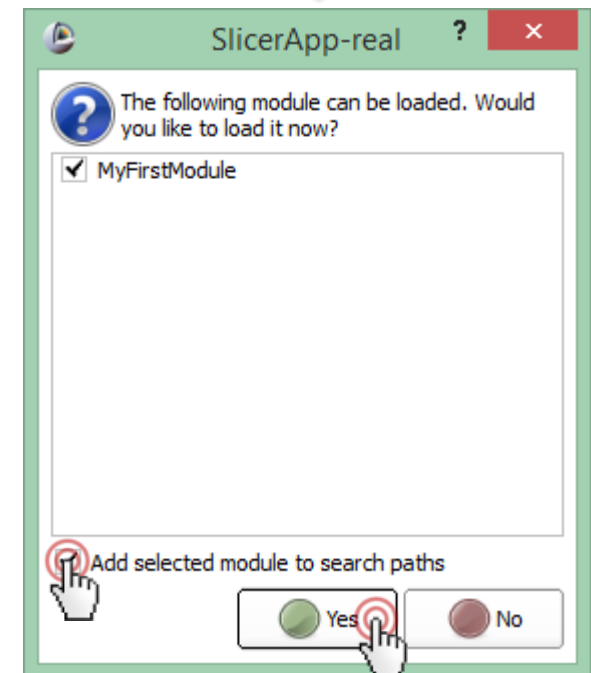 SlicerApp-real ? ×
The following module can be loaded. Would
you like to load it now?
MyFirstModule
Add selected module to search paths
Yes No